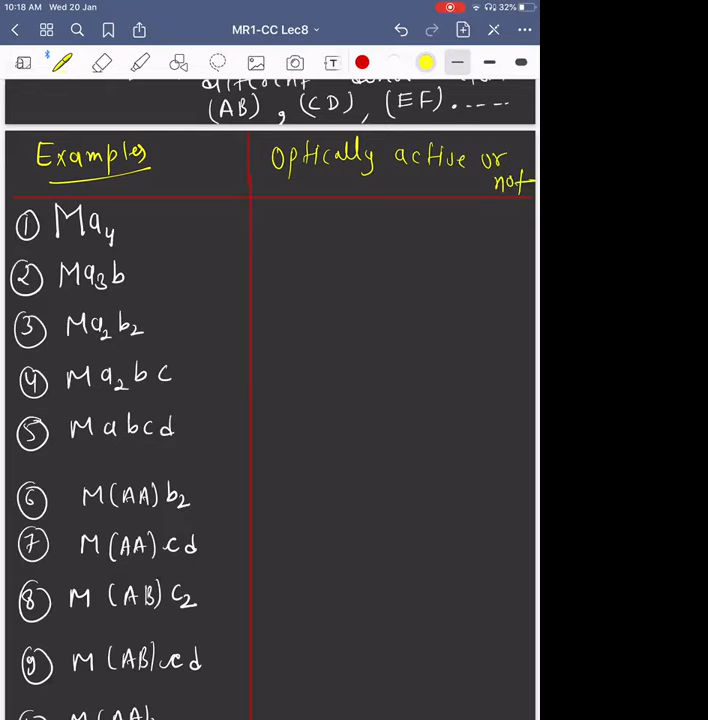 10:18 AM Wed 20 Jan
32%
MR1-CC Lec8
different
(AB) , (CD), (EF).....
Examples
Optically active or
not
① Ma4
② Ma3b
③ Ma2b2
④ Ma2bc
⑤ Mabcd
⑥ M(AA)b2
⑦ M(AA)cd
⑧ M(AB)c2
⑨ M(AB)cd
M(AA)